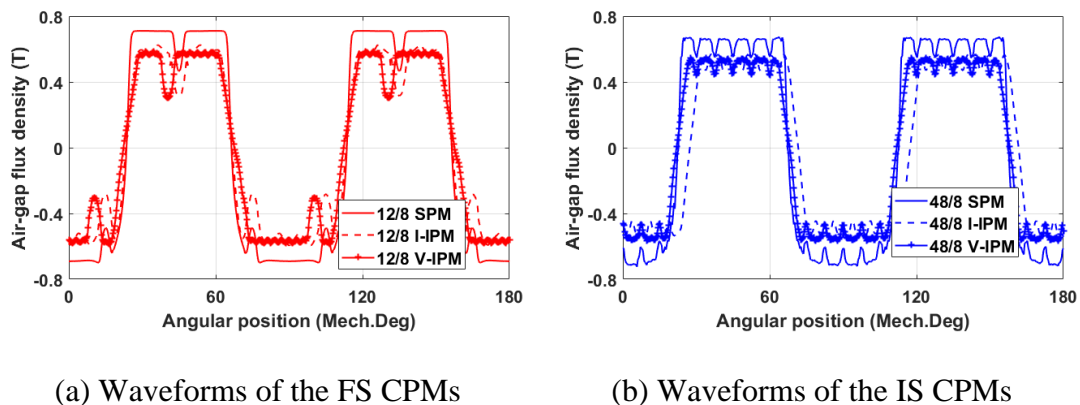 0.8
0.4
0
-0.4
-0.8
Air-gap flux density (T)
12/8 SPM
12/8 I-IPM
12/8 V-IPM
0 60 120 180
Angular position (Mech.Deg)
0.8
0.4
0
-0.4
-0.8
Air-gap flux density (T)
48/8 SPM
48/8 I-IPM
48/8 V-IPM
0 60 120 180
Angular position (Mech.Deg)
(a) Waveforms of the FS CPMs
(b) Waveforms of the IS CPMs